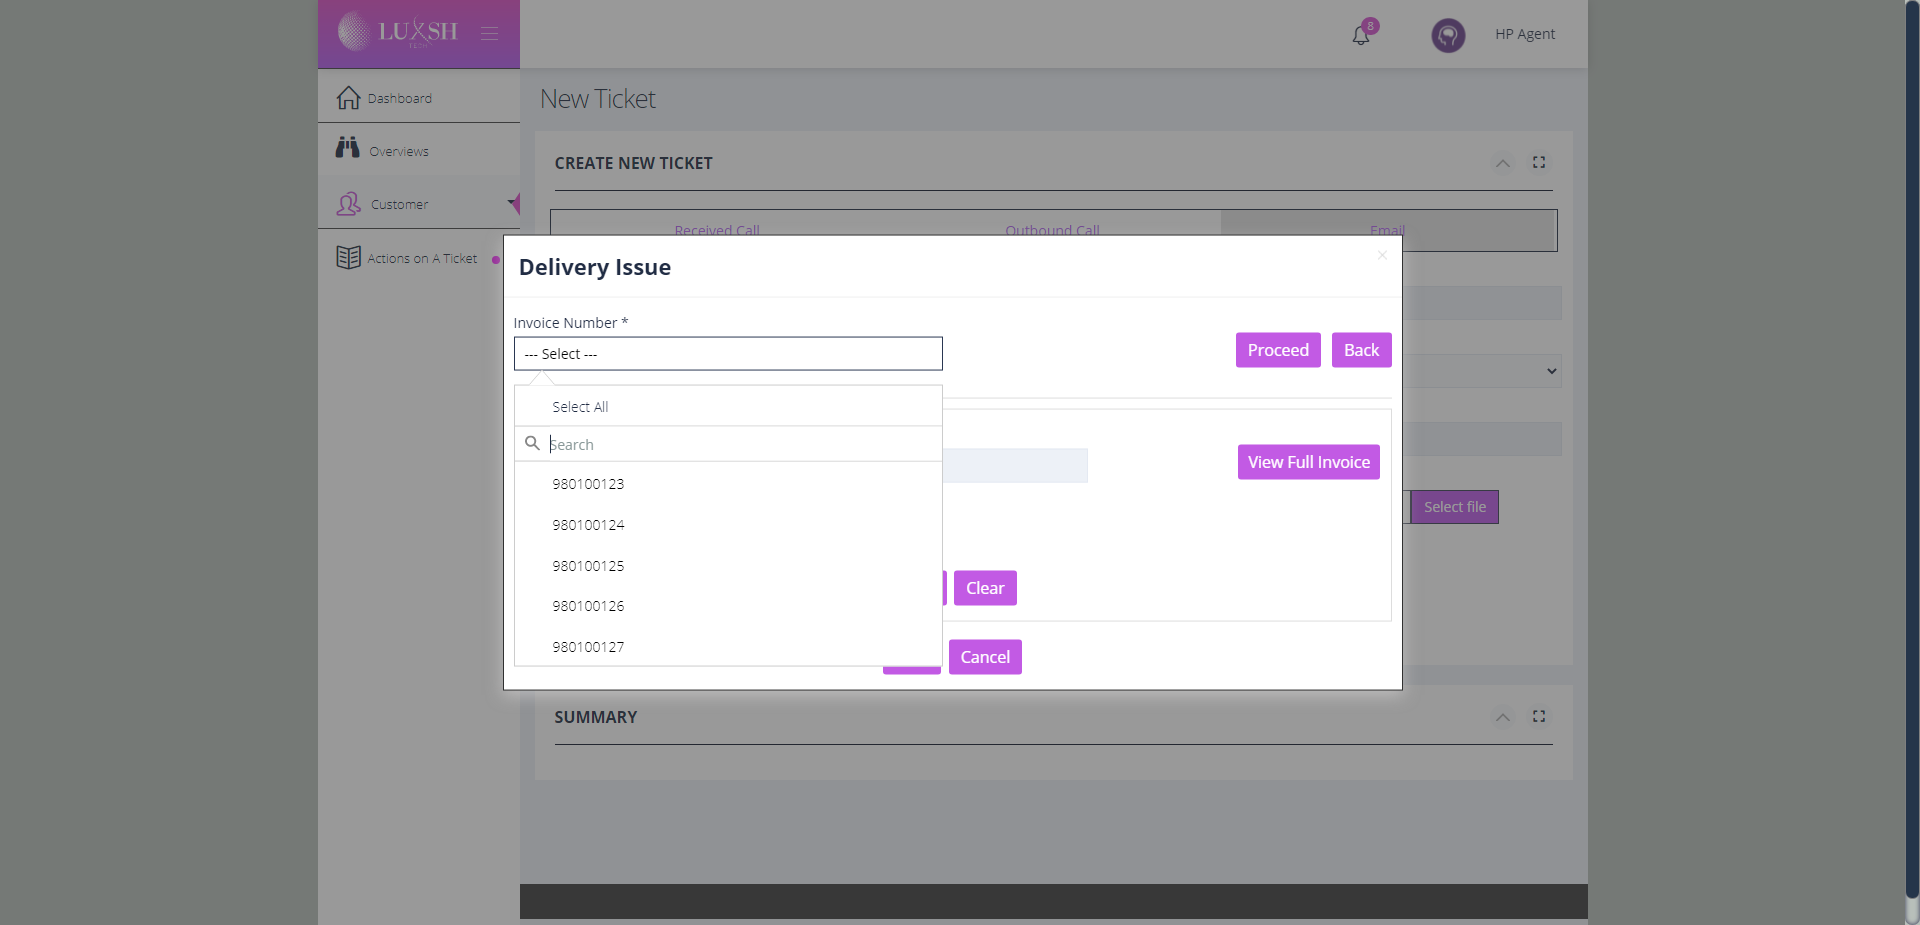 LUXSH
8
HP Agent
Dashboard
Overviews
Customer
Actions on A Ticket
New Ticket
CREATE NEW TICKET
Received Call
Outbound Call
Email
Delivery Issue
×
Invoice Number *
--- Select ---
Proceed
Back
Select All
Search
980100123
980100124
980100125
980100126
980100127
View Full Invoice
Select file
Clear
Cancel
SUMMARY